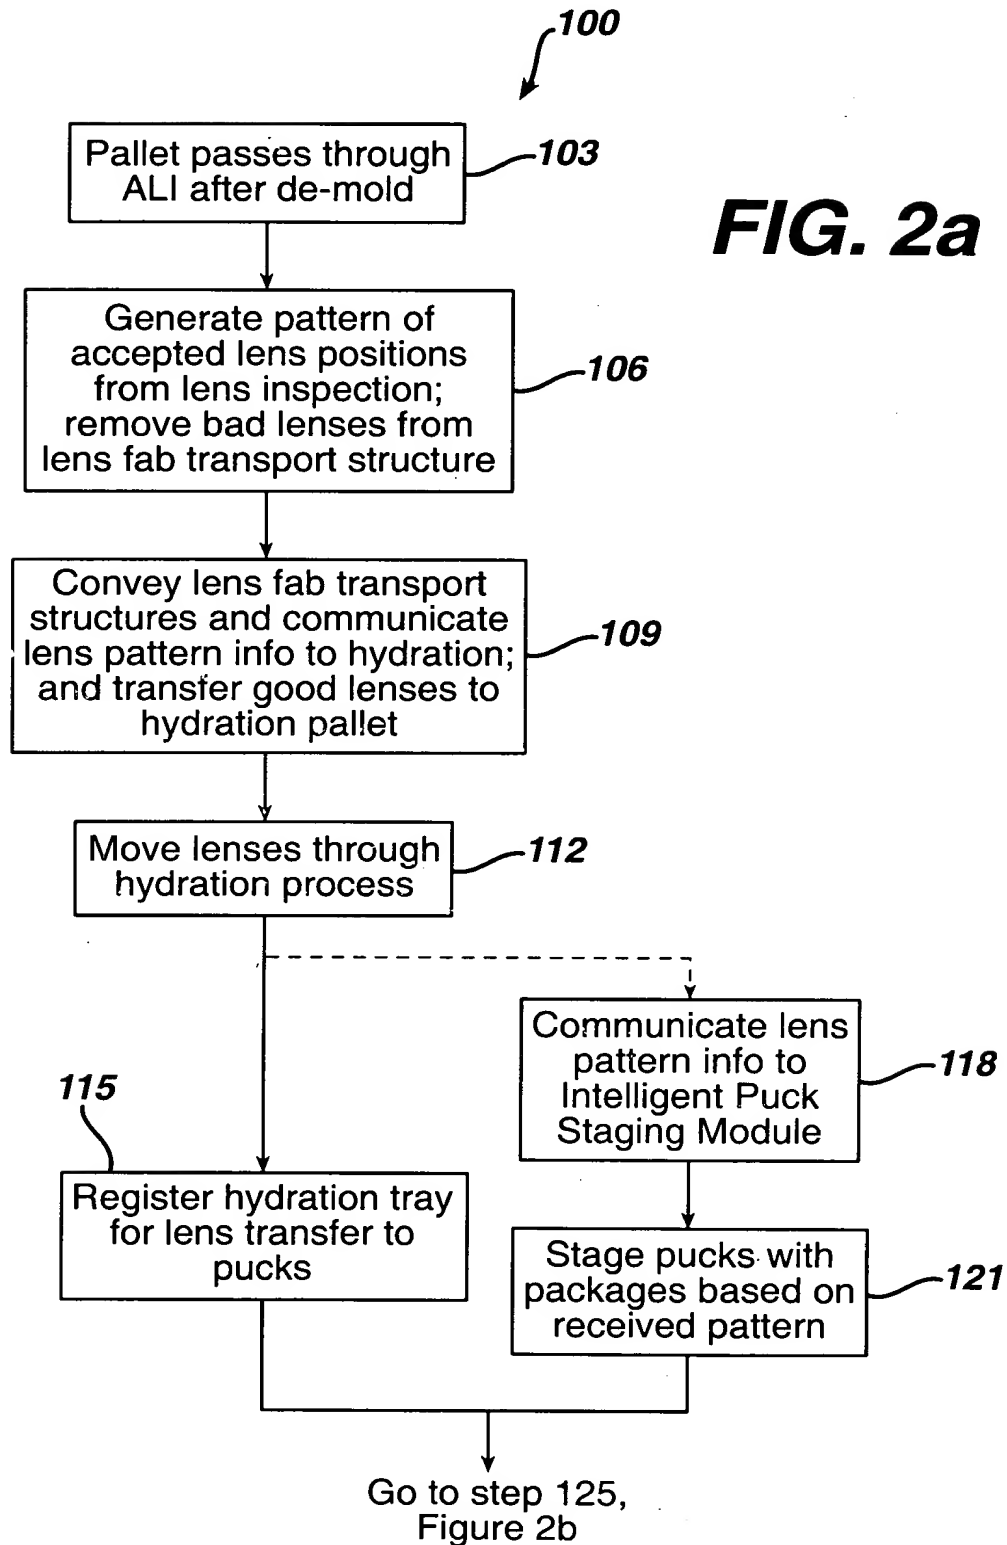 100
Pallet passes through
ALI after de-mold
103
FIG. 2a
Generate pattern of
accepted lens positions
from lens inspection;
remove bad lenses from
lens fab transport structure
106
Convey lens fab transport
structures and communicate
lens pattern info to hydration;
and transfer good lenses to
hydration pallet
109
Move lenses through
hydration process
112
Communicate lens
pattern info to
Intelligent Puck
Staging Module
118
115
Register hydration tray
for lens transfer to
pucks
Stage pucks with
packages based on
received pattern
121
Go to step 125,
Figure 2b